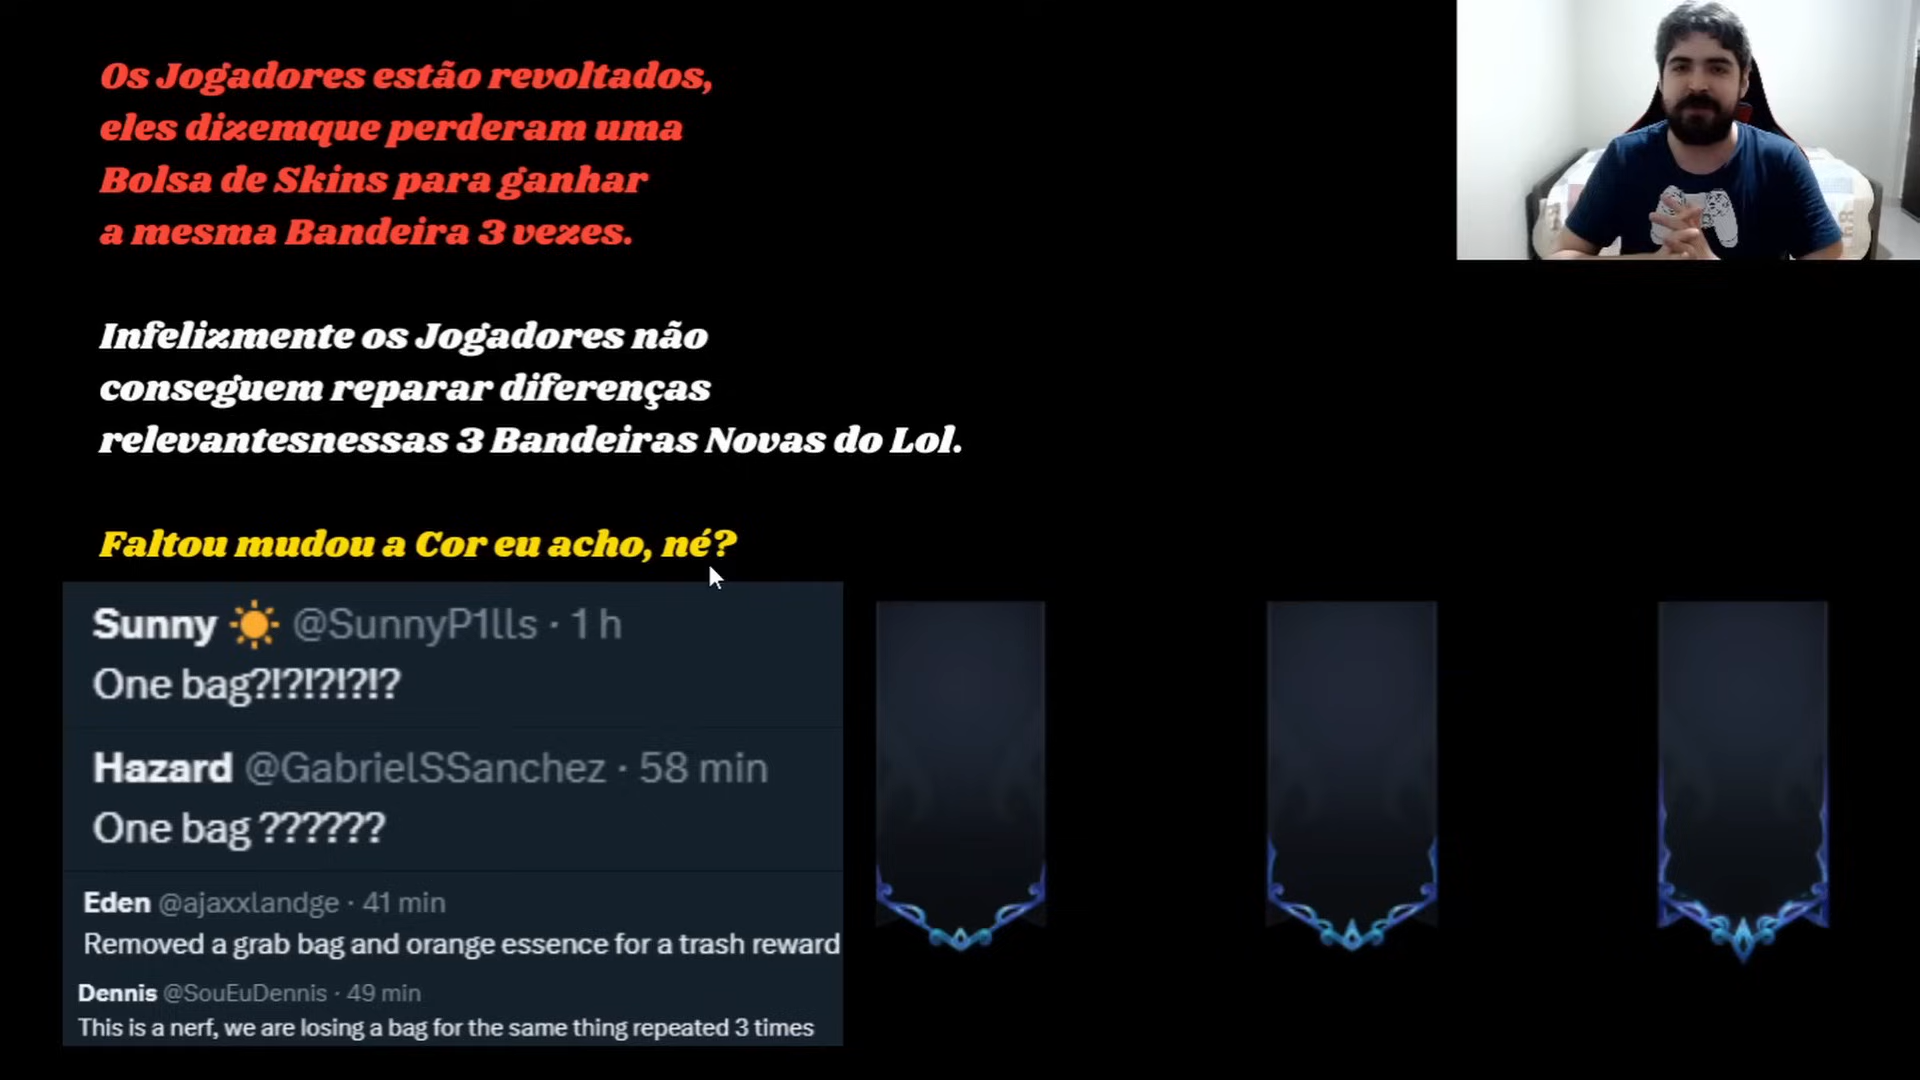 Os Jogadores estão revoltados,
eles dizemque perderam uma
Bolsa de Skins para ganhar
a mesma Bandeira 3 vezes.
Infelizmente os Jogadores não
conseguem reparar diferenças
relevantesnessas 3 Bandeiras Novas do Lol.
Faltou mudou a Cor eu acho, né?
Sunny ☀️ @SunnyP1lls · 1 h
One bag?!?!?!?!?
Hazard @GabrielSSanchez · 58 min
One bag ??????
Eden @ajaxxlandge · 41 min
Removed a grab bag and orange essence for a trash reward
Dennis @SouEuDennis · 49 min
This is a nerf, we are losing a bag for the same thing repeated 3 times